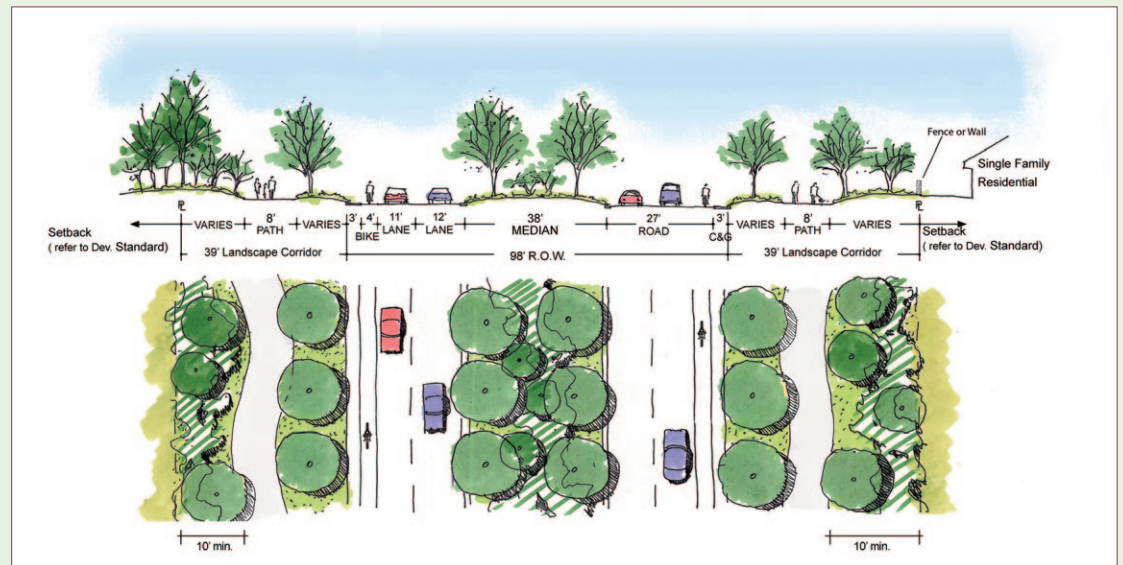 Fence or Wall
Single Family
Residential
PL
PL
VARIES
8'
PATH
VARIES
3'
4'
BIKE
11'
LANE
12'
LANE
38'
MEDIAN
27'
ROAD
3'
C&G
VARIES
8'
PATH
VARIES
Setback
( refer to Dev. Standard)
39' Landscape Corridor
98' R.O.W.
39' Landscape Corridor
Setback
(refer to Dev. Standard)
10' min.
10' min.